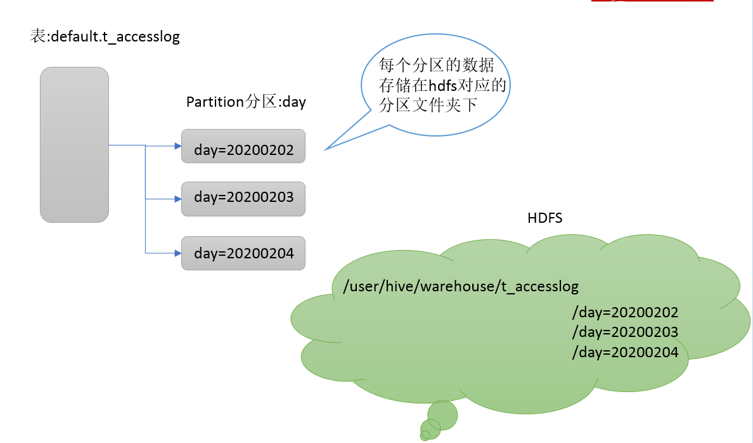 表:default.t_accesslog
每个分区的数据
存储在hdfs对应的
分区文件夹下
Partition分区:day
day=20200202
day=20200203
day=20200204
HDFS
/user/hive/warehouse/t_accesslog
/day=20200202
/day=20200203
/day=20200204